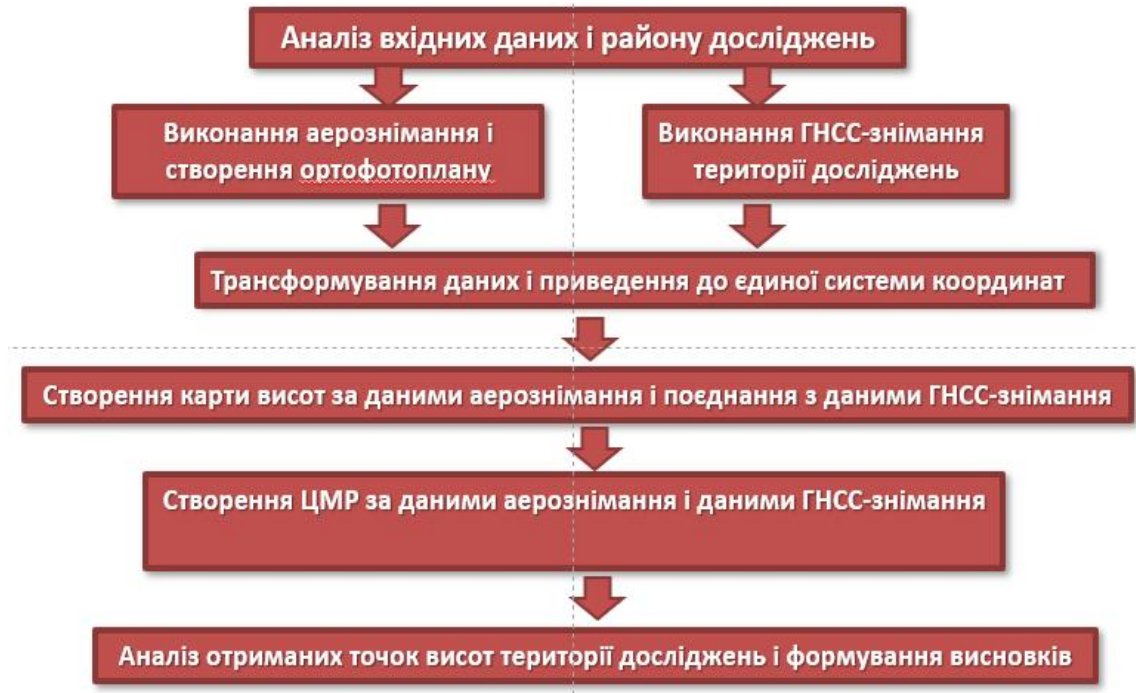 Аналіз вхідних даних і району досліджень
Виконання аерознімання і
створення ортофотоплану
Виконання ГНСС-знімання
території досліджень
Трансформування даних і приведення до єдиної системи координат
Створення карти висот за даними аерознімання і поєднання з даними ГНСС-знімання
Створення ЦМР за даними аерознімання і даними ГНСС-знімання
Аналіз отриманих точок висот території досліджень і формування висновків